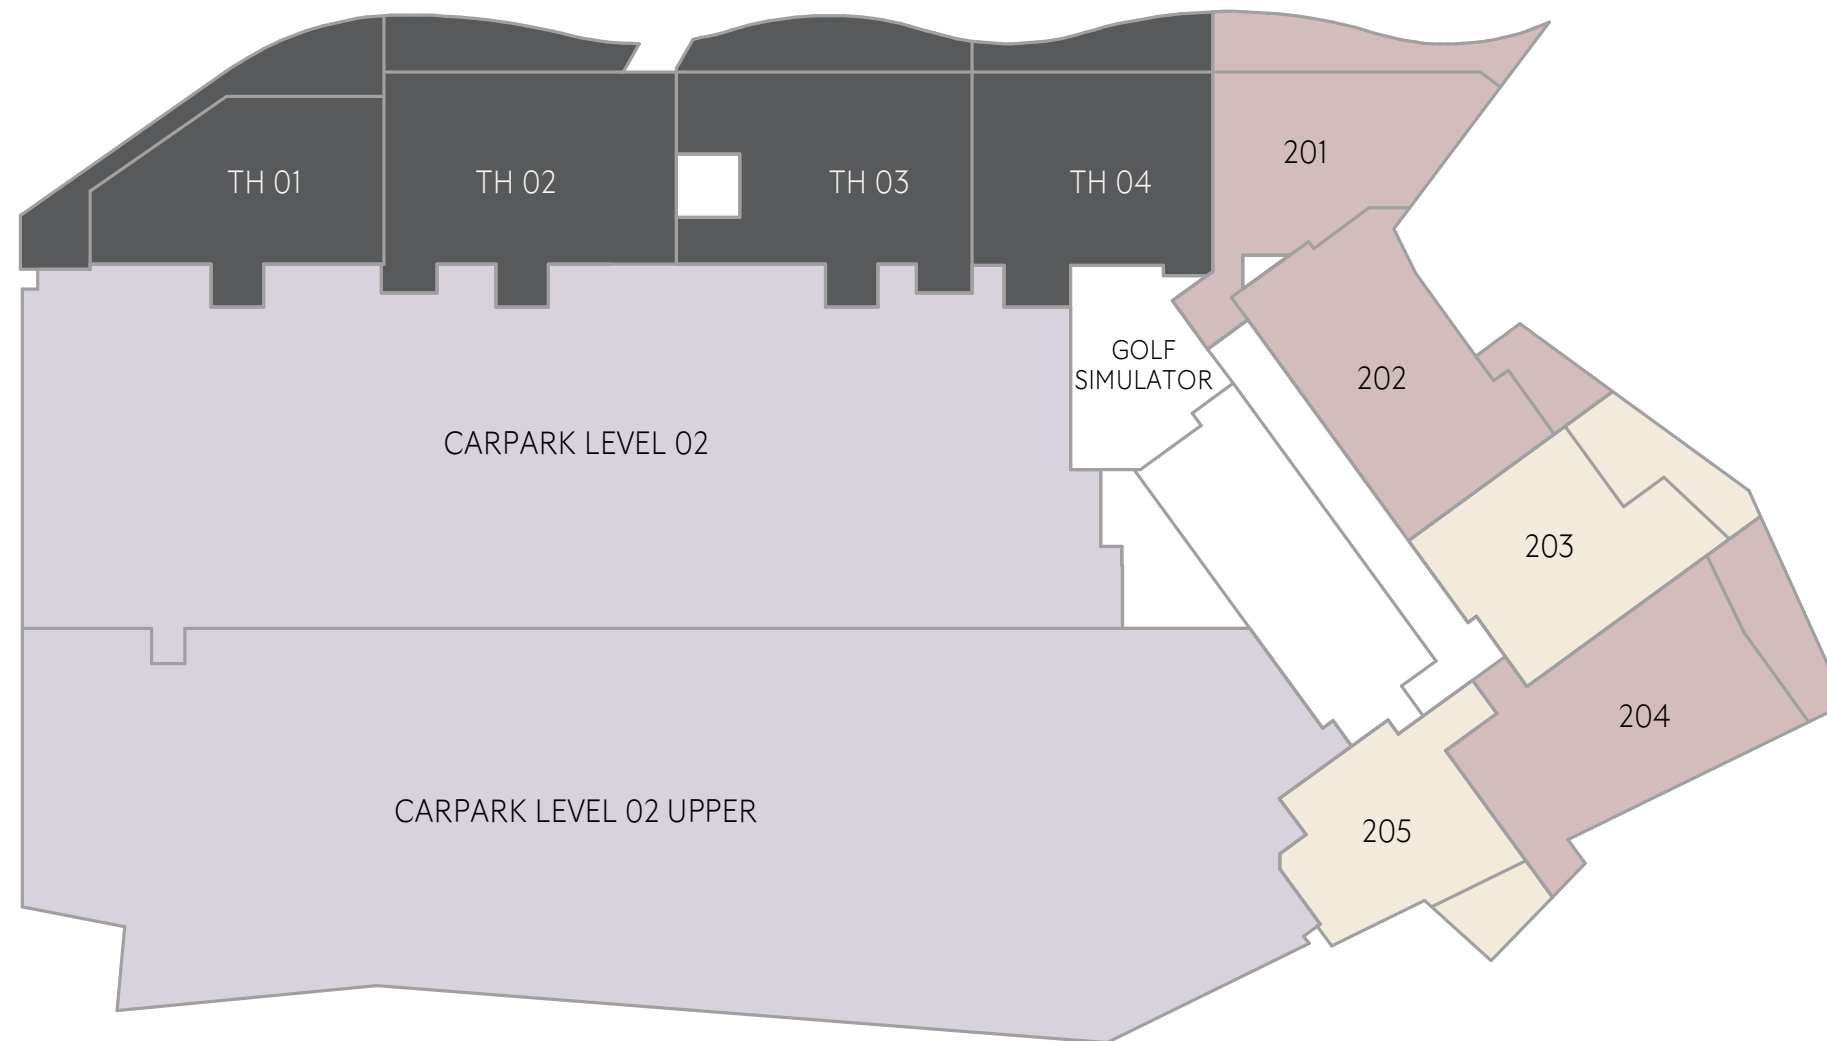 201
TH 01
TH 02
TH 03
TH 04
GOLF
SIMULATOR
202
CARPARK LEVEL 02
203
204
CARPARK LEVEL 02 UPPER
205